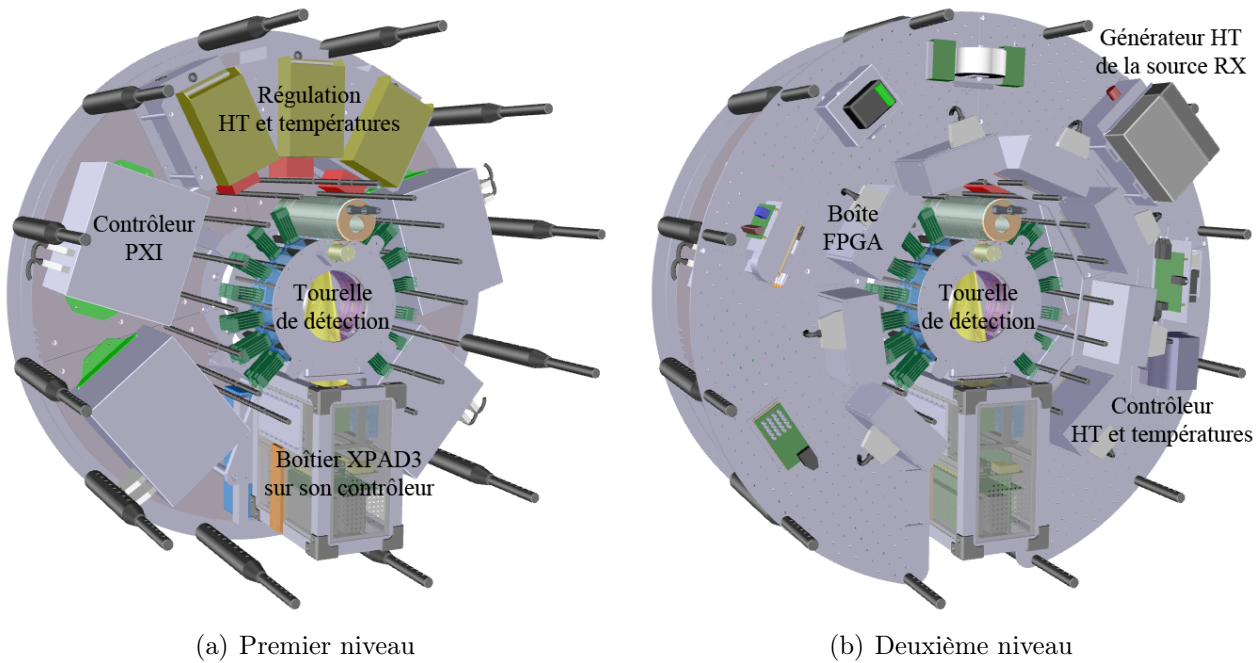 Régulation
HT et températures
Contrôleur
PXI
Tourelle
de détection
Boîtier XPAD3
sur son contrôleur
(a) Premier niveau
Générateur HT
de la source RX
Boîte
FPGA
Tourelle
de détection
Contrôleur
HT et températures
(b) Deuxième niveau